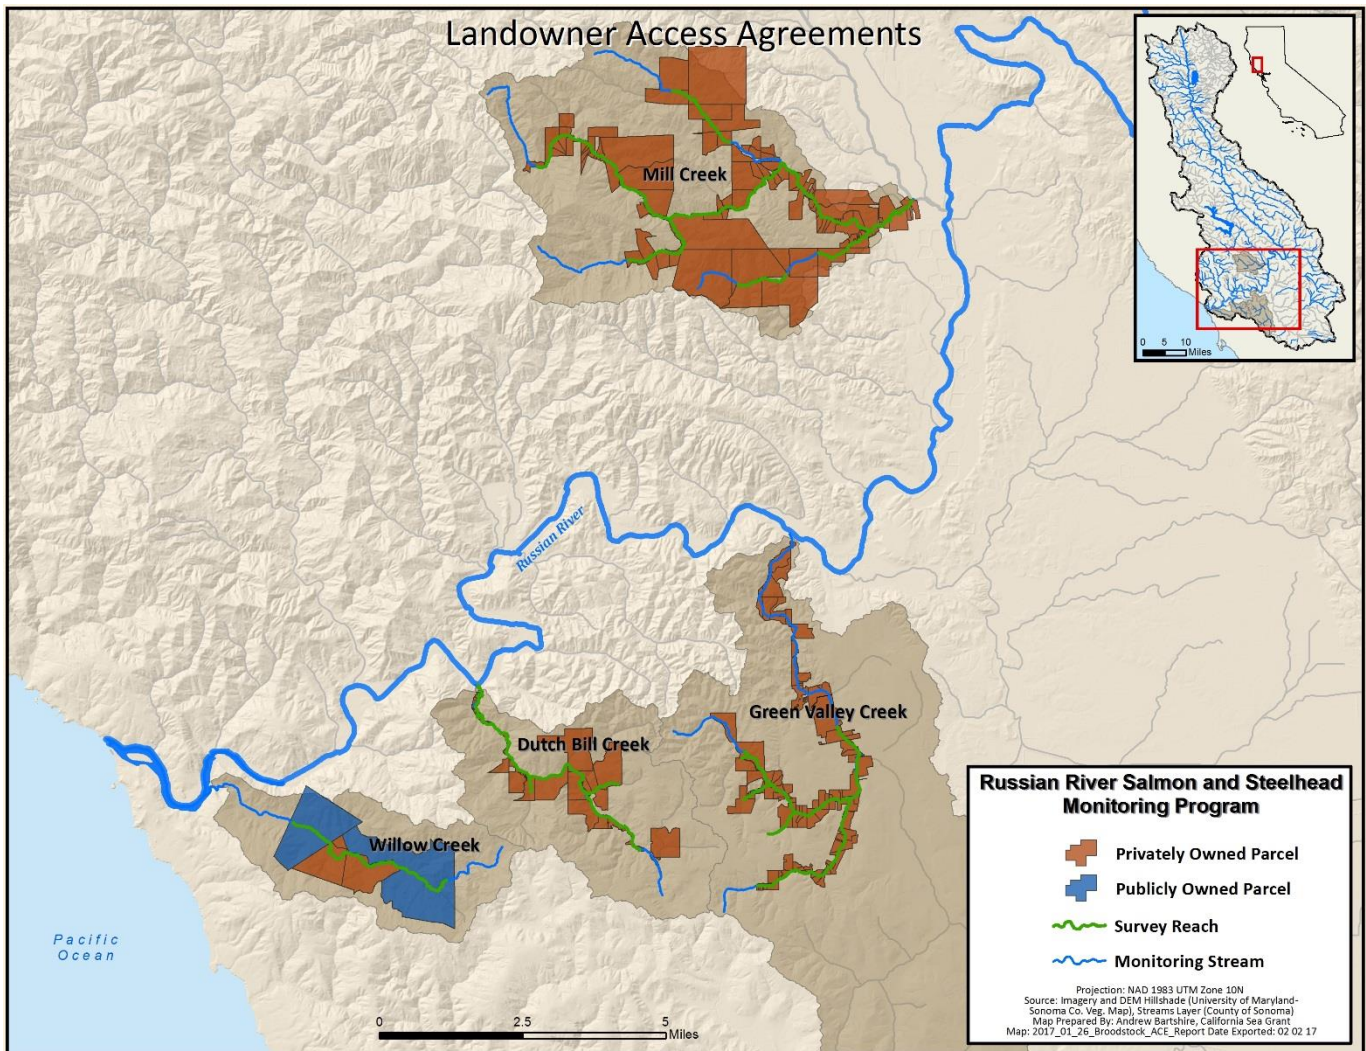 Landowner Access Agreements
Mill Creek
0 5 10
Miles
Russian River
Green Valley Creek
Dutch Bill Creek
Willow Creek
Pacific
Ocean
0 2.5 5
Miles
Russian River Salmon and Steelhead
Monitoring Program
Privately Owned Parcel
Publicly Owned Parcel
Survey Reach
Monitoring Stream
Projection: NAD 1983 UTM Zone 10N
Source: Imagery and DEM Hillshade (University of Maryland-
Sonoma Co. Veg. Map), Streams Layer (County of Sonoma)
Map Prepared By: Andrew Bartshire, California Sea Grant
Map: 2017_01_26_Broodstock_ACE_Report Date Exported: 02 02 17